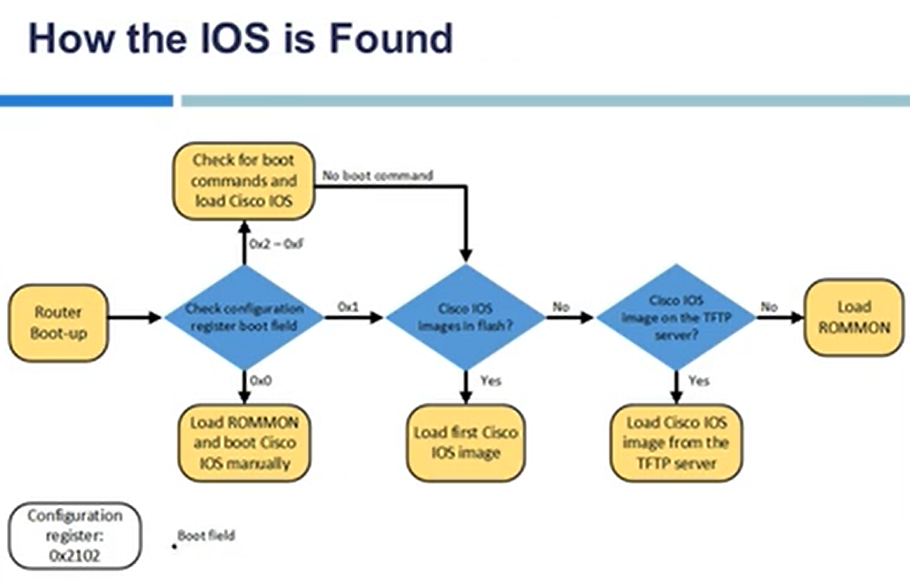 How the IOS is Found
Check for boot
commands and
load Cisco IOS
No boot command
0x2 – 0xF
Router
Boot-up
Check configuration
register boot field
0x1
Cisco IOS
images in flash?
No
Cisco IOS
image on the TFTP
server?
No
Load
ROMMON
0x0
Yes
Yes
Load ROMMON
and boot Cisco
IOS manually
Load first Cisco
IOS image
Load Cisco IOS
image from the
TFTP server
Configuration
register:
0x2102
Boot field